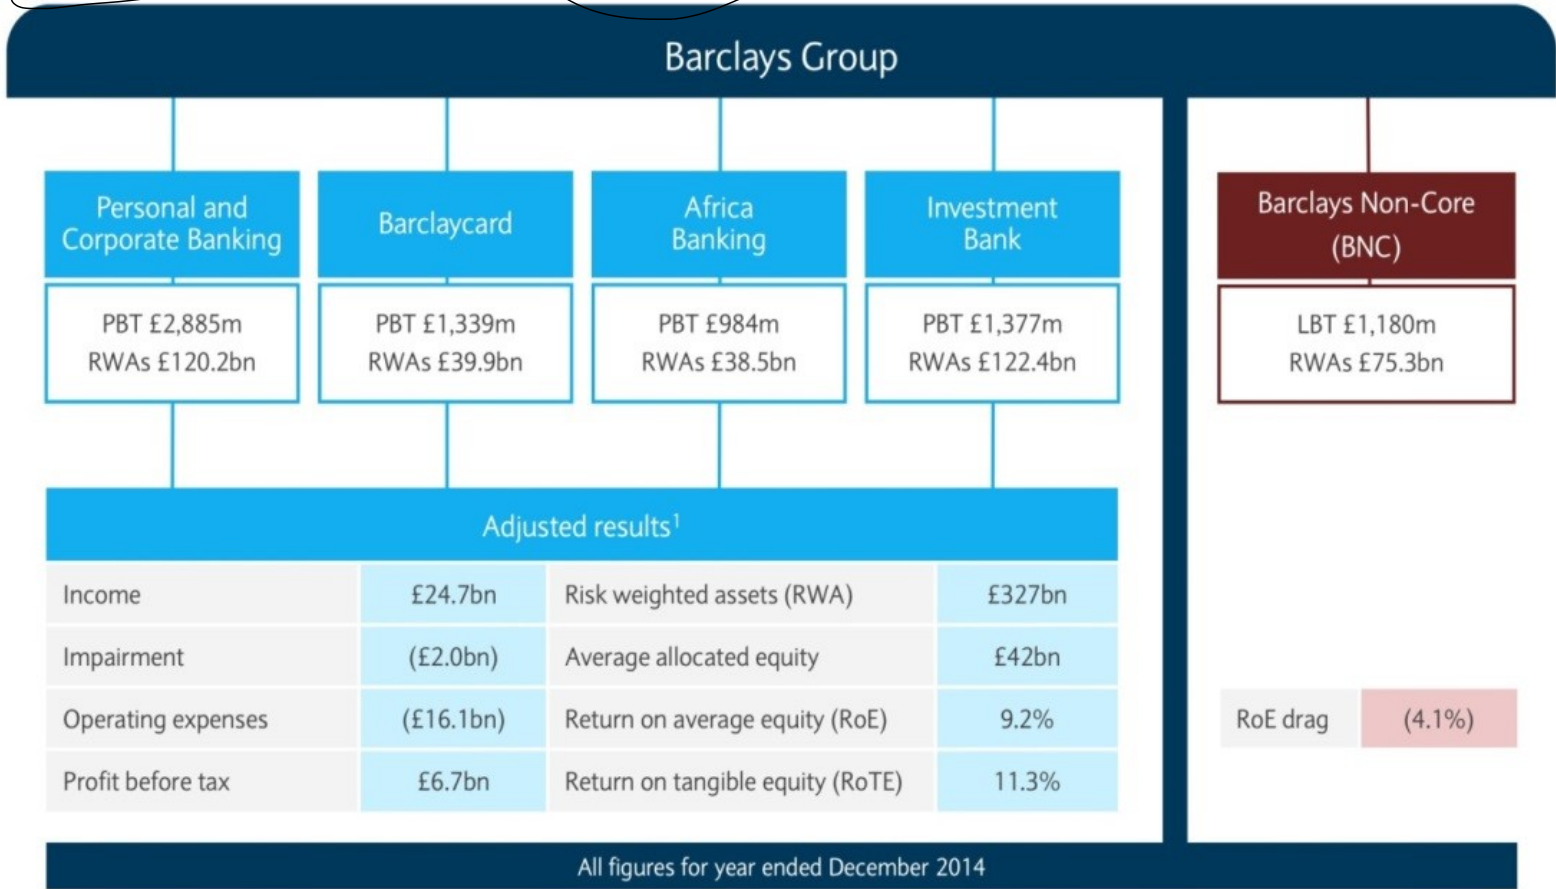 Barclays Group
Personal and
Corporate Banking
PBT £2,885m
RWAs £120.2bn
Barclaycard
PBT £1,339m
RWAs £39.9bn
Africa
Banking
PBT £984m
RWAs £38.5bn
Investment
Bank
PBT £1,377m
RWAs £122.4bn
Barclays Non-Core
(BNC)
LBT £1,180m
RWAs £75.3bn
Adjusted results¹
Income £24.7bn Risk weighted assets (RWA) £327bn
Impairment (£2.0bn) Average allocated equity £42bn
Operating expenses (£16.1bn) Return on average equity (RoE) 9.2%
Profit before tax £6.7bn Return on tangible equity (RoTE) 11.3%
RoE drag (4.1%)
All figures for year ended December 2014